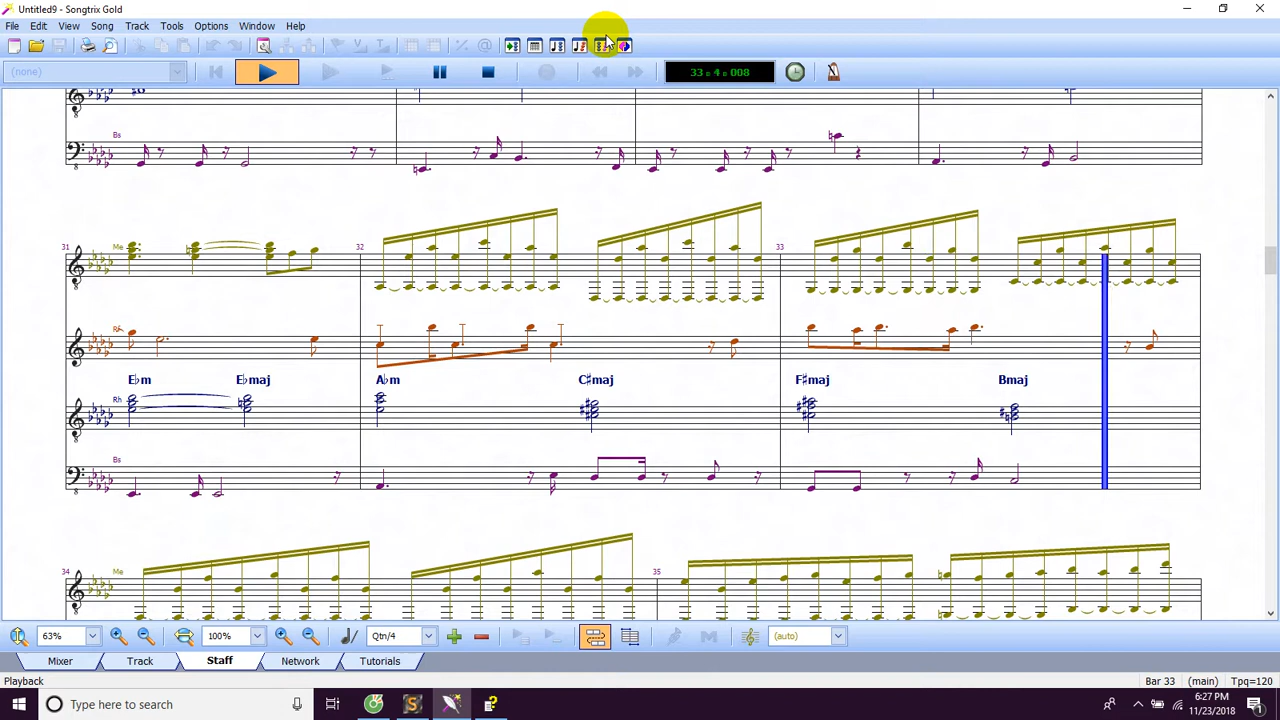 Untitled9 - Songtrix Gold
File Edit View Song Track Tools Options Window Help
(none) 33 : 4 : 008
Bs
31 Me 32 33
Rf
E♭m E♭maj A♭m C♯maj F♯maj Bmaj
Rh
Bs
34 Me 35
63% 100% Qtn/4 (auto)
Mixer Track Staff Network Tutorials
Playback Bar 33 (main) Tpq=120
Type here to search 6:27 PM
11/23/2018